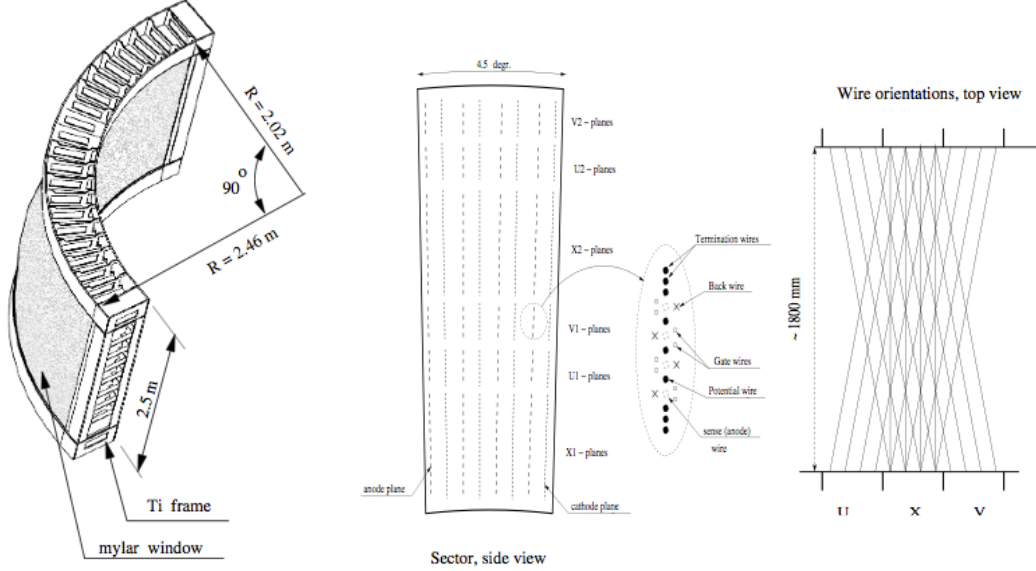 R = 2.02 m
90 o
R = 2.46 m
2.5 m
Ti frame
mylar window
4.5 degr.
V2 – planes
U2 – planes
X2 – planes
V1 – planes
U1 – planes
X1 – planes
anode plane
cathode plane
Sector, side view
Termination wires
Back wire
Gate wires
Potential wire
sense (anode)
wire
Wire orientations, top view
~ 1800 mm
U X V